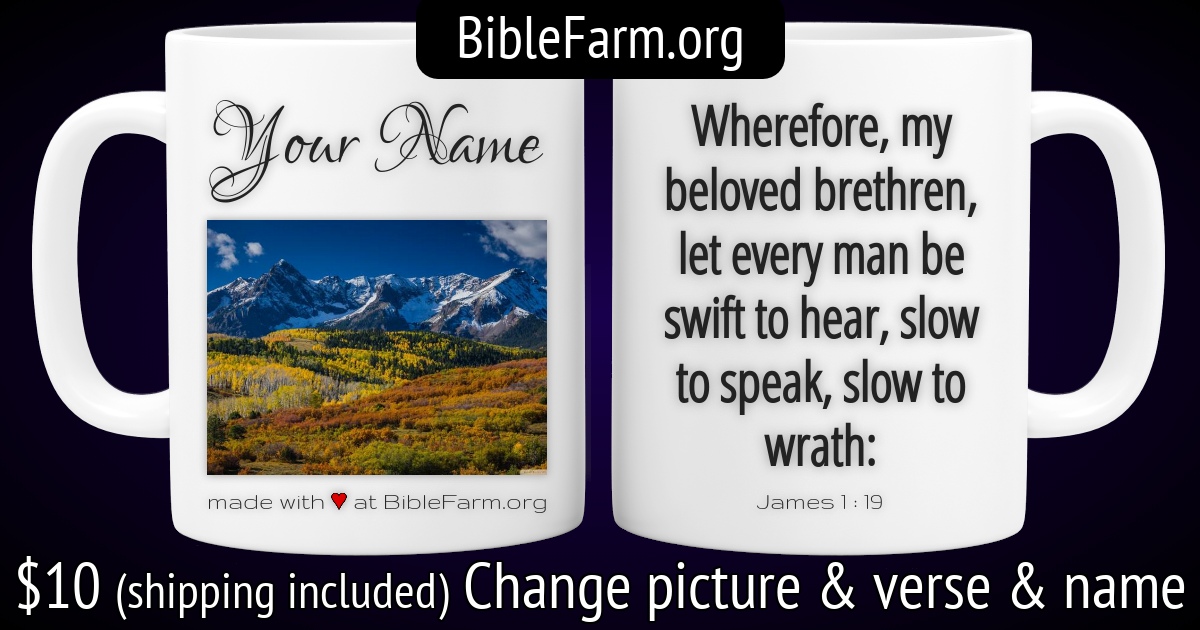 BibleFarm.org
Your Name
made with ♥ at BibleFarm.org
Wherefore, my
beloved brethren,
let every man be
swift to hear, slow
to speak, slow to
wrath:
James 1 : 19
$10 (shipping included) Change picture & verse & name